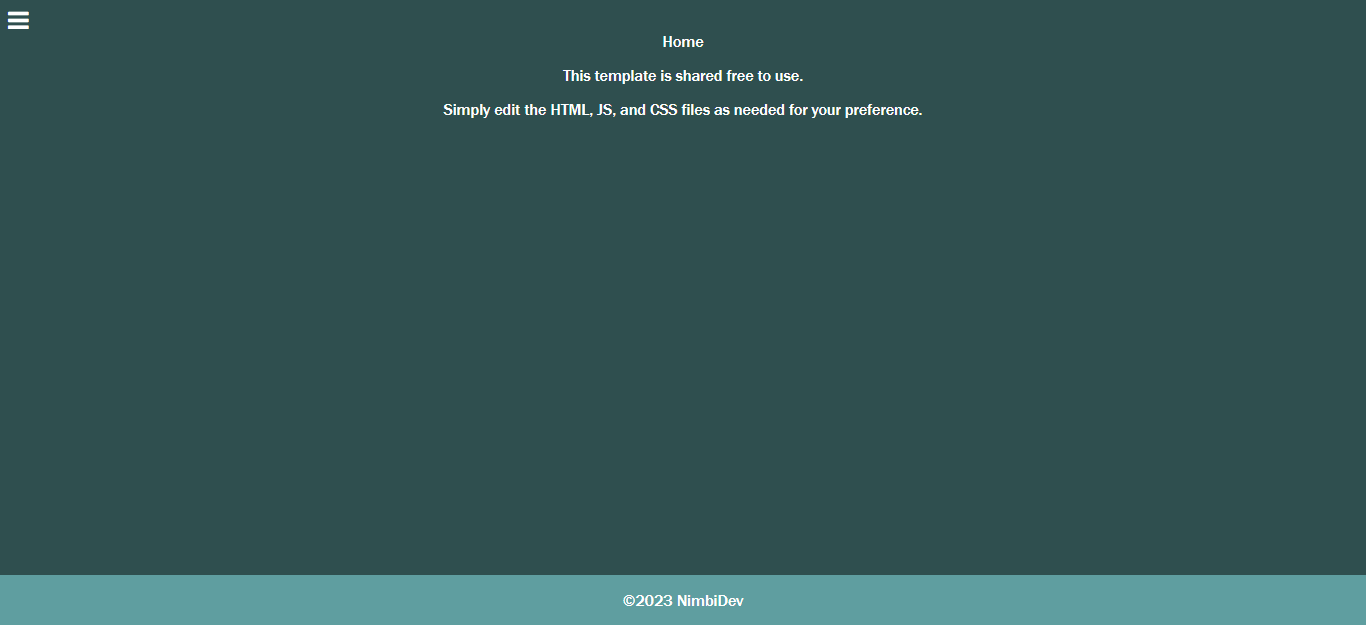 Home
This template is shared free to use.
Simply edit the HTML, JS, and CSS files as needed for your preference.
©2023 NimbiDev